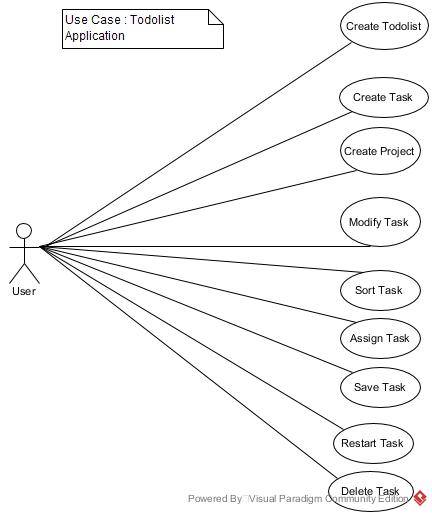 Use Case : Todolist
Application
Create Todolist
Create Task
Create Project
Modify Task
User
Sort Task
Assign Task
Save Task
Restart Task
Delete Task
Powered By Visual Paradigm Community Edition